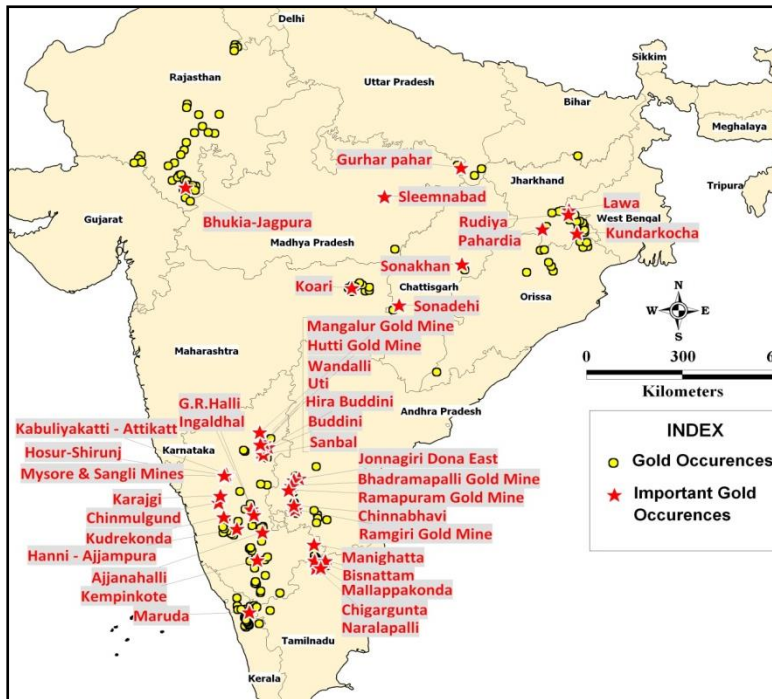 Delhi
Rajasthan
Uttar Pradesh
Sikkim
Bihar
Meghalaya
Gurhar pahar
Jharkhand
Tripura
Sleemnabad
Lawa
Bhukia-Jagpura
Rudiya
West Benqal
Gujarat
Pahardia
Kundarkocha
Madhya Pradesh
Sonakhan
Koari
Chattisgarh
Orissa
Sonadehi
N
W E
S
Mangalur Gold Mine
Hutti Gold Mine
Maharashtra
Wandalli
Uti
0 300 600
Kilometers
G.R.Halli
Hira Buddini
Ingaldhal
Buddini
Andhra Pradesh
Kabuliyakatti - Attikatt
Sanbal
Karnataka
Hosur-Shirunj
Jonnagiri Dona East
Mysore & Sangli Mines
Bhadramapalli Gold Mine
Karajgi
Ramapuram Gold Mine
Chinmulgund
Chinnabhavi
Kudrekonda
Ramgiri Gold Mine
Hanni - Ajjampura
Manighatta
Ajjanahalli
Bisnattam
Kempinkote
Mallappakonda
Maruda
Chigargunta
Naralapalli
Tamilnadu
Kerala
INDEX
Gold Occurences
Important Gold
Occurences